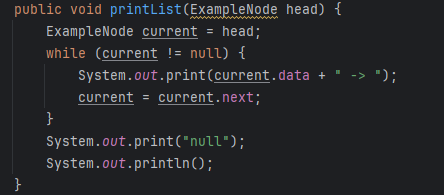 public void printList(ExampleNode head) {
    ExampleNode current = head;
    while (current != null) {
        System.out.print(current.data + " -> ");
        current = current.next;
    }
    System.out.print("null");
    System.out.println();
}